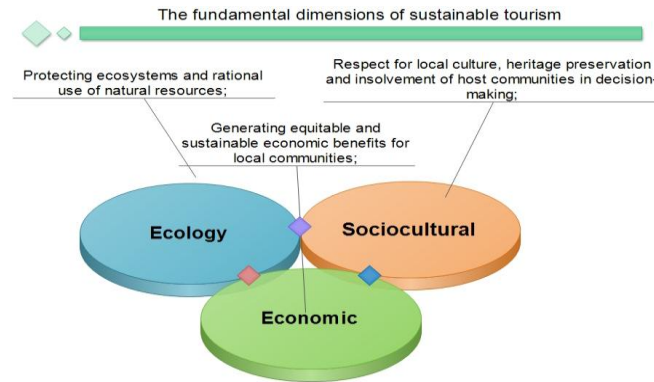 The fundamental dimensions of sustainable tourism
Protecting ecosystems and rational
use of natural resources;
Respect for local culture, heritage preservation
and insolvement of host communities in decision-
making;
Generating equitable and
sustainable economic benefits for
local communities;
Ecology
Sociocultural
Economic